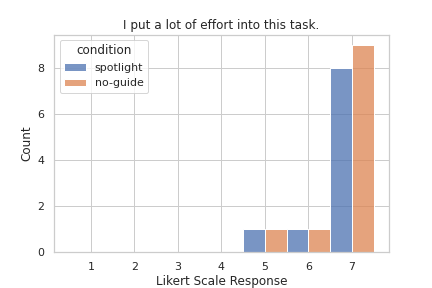 I put a lot of effort into this task.
condition
spotlight
no-guide
Count
8
6
4
2
0
1 2 3 4 5 6 7
Likert Scale Response